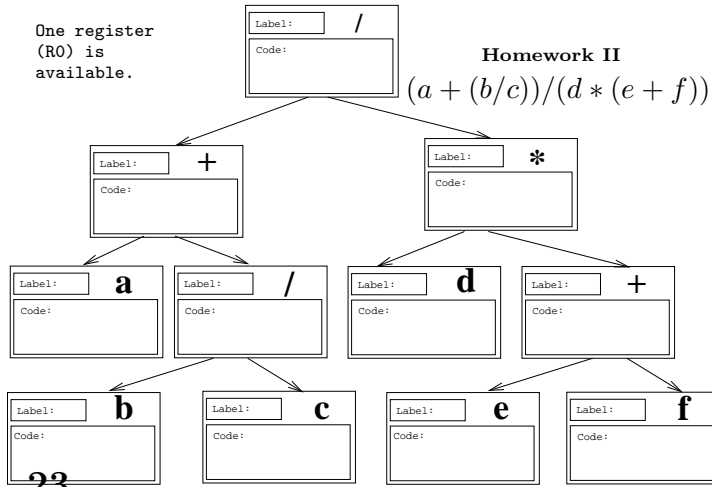 One register
(R0) is
available.
Label: /
Code:
Homework II
(a + (b/c))/(d ∗ (e + f))
Label: +
Code:
Label: *
Code:
Label: a
Code:
Label: /
Code:
Label: d
Code:
Label: +
Code:
Label: b
Code:
Label: c
Code:
Label: e
Code:
Label: f
Code:
23